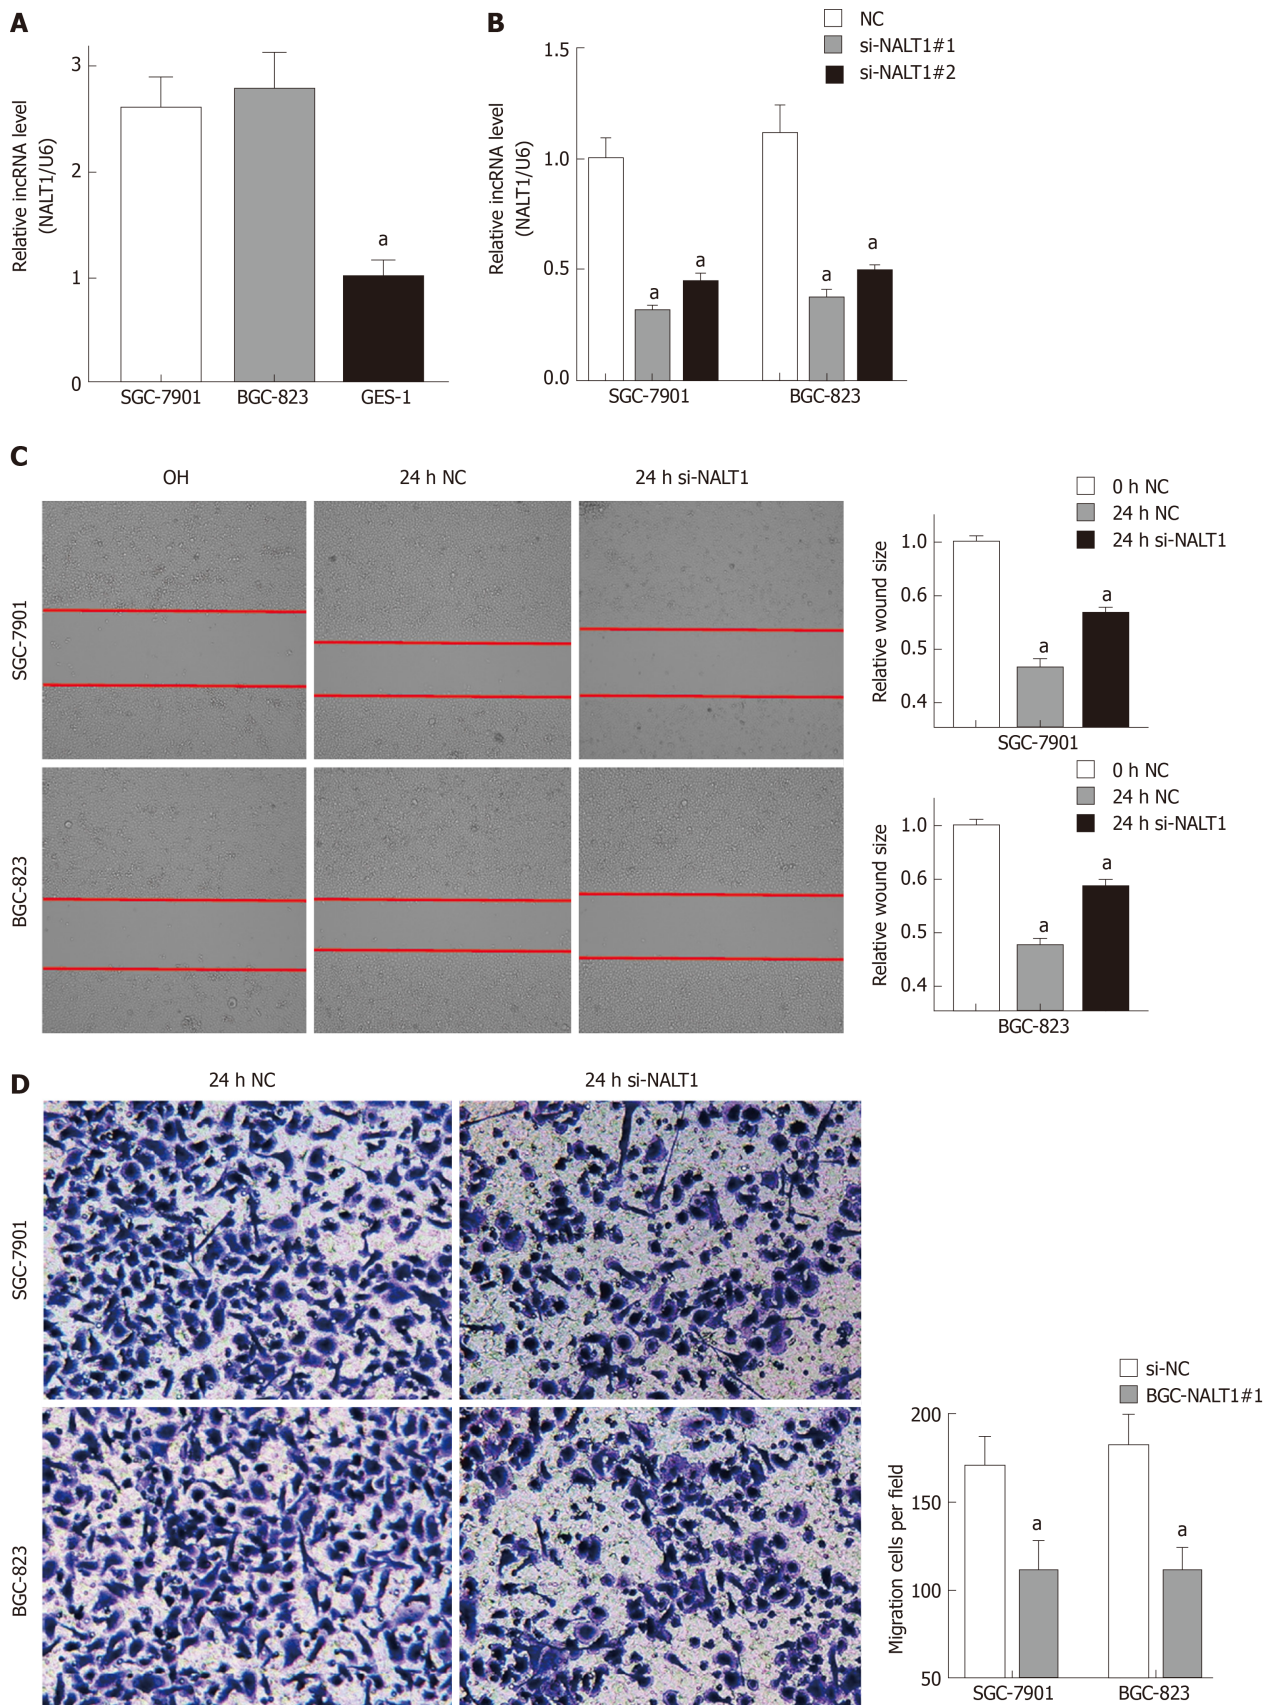 A
3
2
1
0
Relative incRNA level
(NALT1/U6)
a
SGC-7901
BGC-823
GES-1
B
NC
si-NALT1#1
si-NALT1#2
1.5
1.0
0.5
0.0
Relative incRNA level
(NALT1/U6)
a
a
a
a
SGC-7901
BGC-823
C
OH
24 h NC
24 h si-NALT1
SGC-7901
BGC-823
0 h NC
24 h NC
24 h si-NALT1
1.0
0.6
0.5
0.4
Relative wound size
a
a
SGC-7901
0 h NC
24 h NC
24 h si-NALT1
1.0
0.6
0.5
0.4
Relative wound size
a
a
BGC-823
D
24 h NC
24 h si-NALT1
SGC-7901
BGC-823
si-NC
BGC-NALT1#1
200
150
100
50
Migration cells per field
a
a
SGC-7901
BGC-823